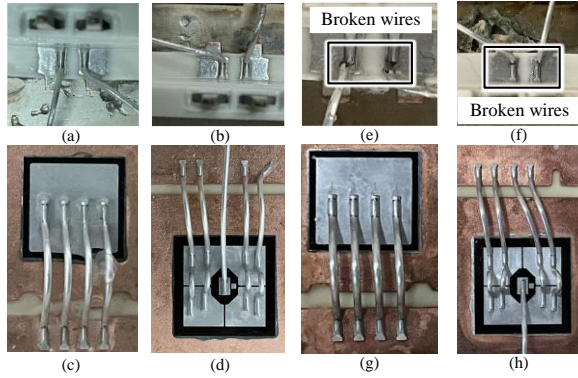 Broken wires
(a)
(b)
(e)
(f)
Broken wires
(c)
(d)
(g)
(h)